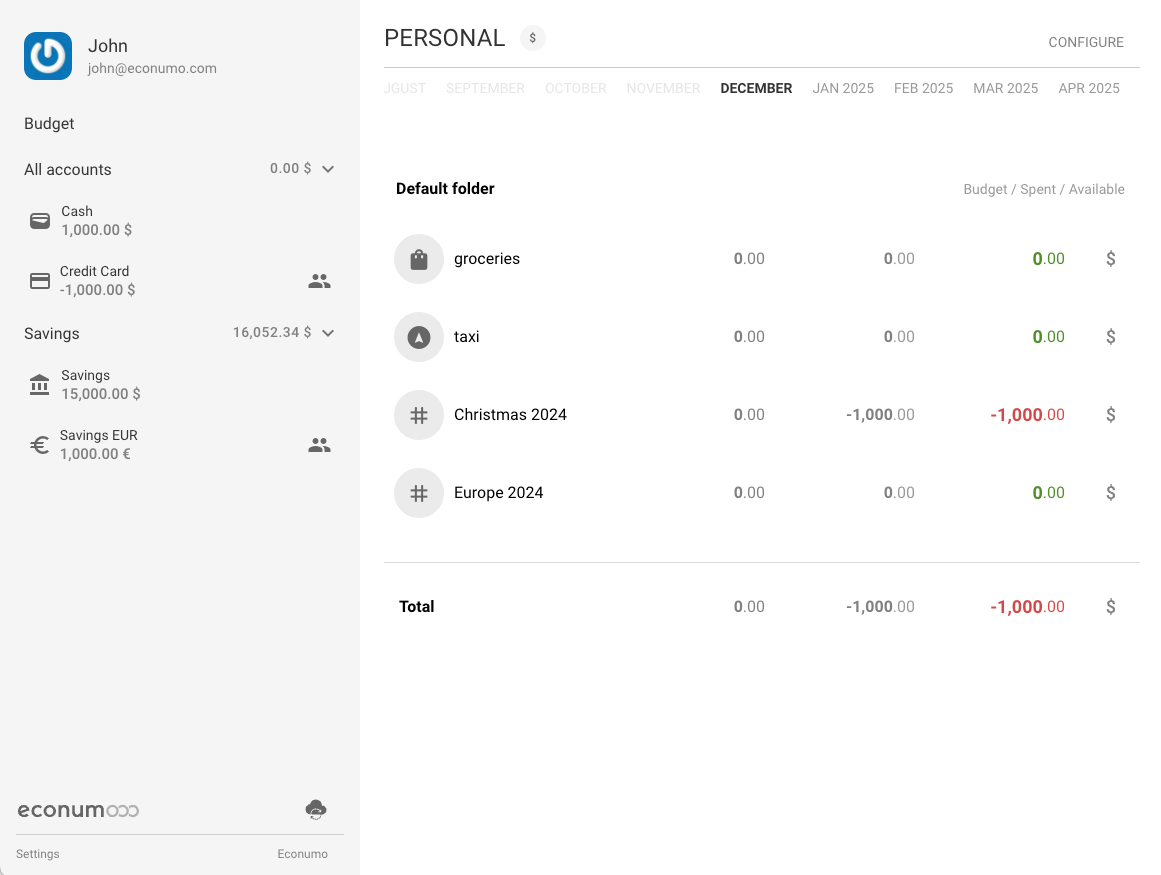 John
john@econumo.com
Budget
All accounts 0.00 $
Cash
1,000.00 $
Credit Card
-1,000.00 $
Savings 16,052.34 $
Savings
15,000.00 $
Savings EUR
1,000.00 €
econumo
Settings Econumo
PERSONAL $
CONFIGURE
JGUST SEPTEMBER OCTOBER NOVEMBER DECEMBER JAN 2025 FEB 2025 MAR 2025 APR 2025
Default folder Budget / Spent / Available
groceries 0.00 0.00 0.00 $
taxi 0.00 0.00 0.00 $
Christmas 2024 0.00 -1,000.00 -1,000.00 $
Europe 2024 0.00 0.00 0.00 $
Total 0.00 -1,000.00 -1,000.00 $